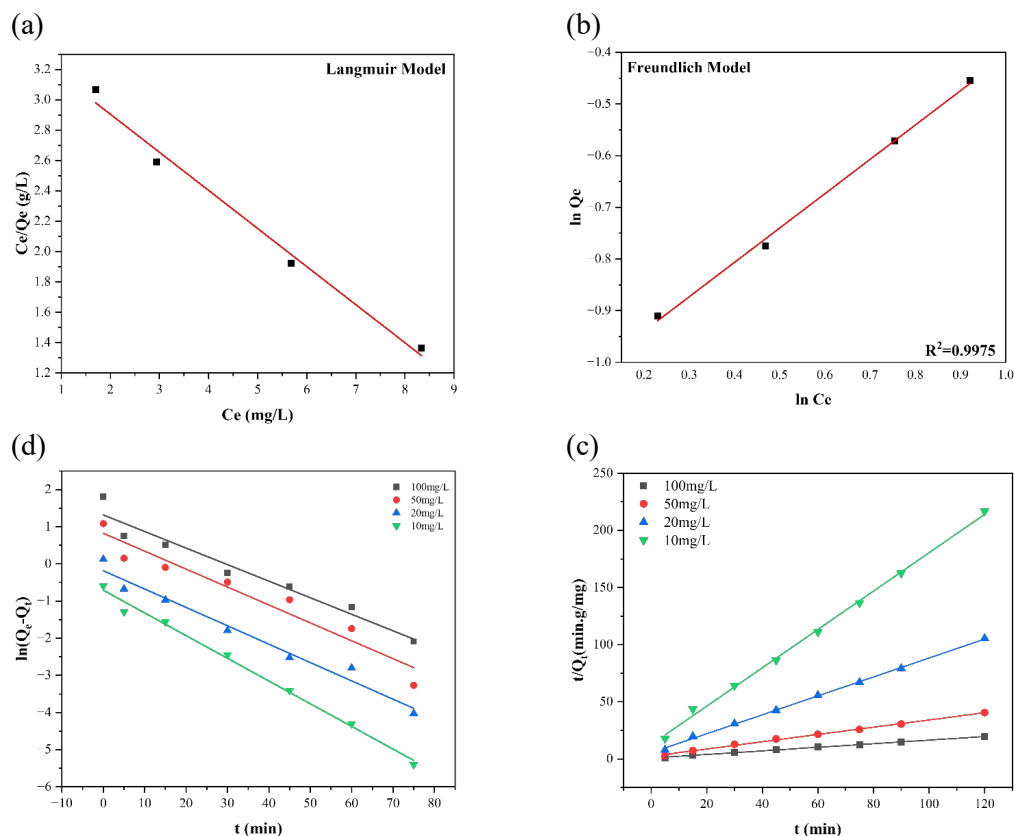 (a)
Langmuir Model
3.2
3.0
2.8
2.6
2.4
2.2
2.0
1.8
1.6
1.4
1.2
Ce/Qe (g/L)
1 2 3 4 5 6 7 8 9
Ce (mg/L)
(b)
Freundlich Model
−0.4
−0.5
−0.6
−0.7
−0.8
−0.9
−1.0
ln Qe
R²=0.9975
0.2 0.3 0.4 0.5 0.6 0.7 0.8 0.9 1.0
ln Ce
(d)
100mg/L
50mg/L
20mg/L
10mg/L
2
1
0
−1
−2
−3
−4
−5
−6
ln(Qe-Qt)
−10 0 10 20 30 40 50 60 70 80
t (min)
(c)
100mg/L
50mg/L
20mg/L
10mg/L
250
200
150
100
50
0
t/Qt(min.g/mg)
0 20 40 60 80 100 120
t (min)